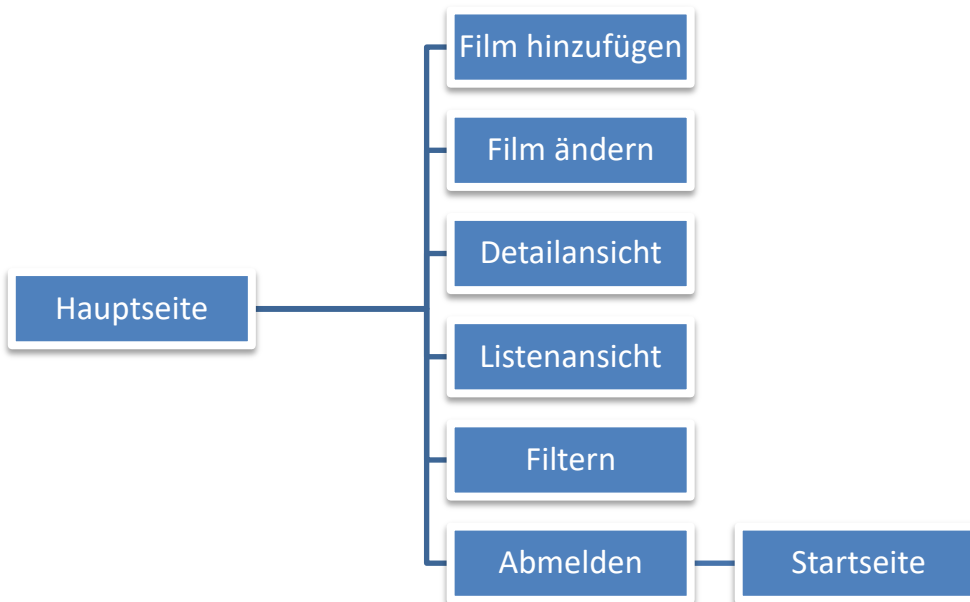 Film hinzufügen
Film ändern
Detailansicht
Hauptseite
Listenansicht
Filtern
Abmelden
Startseite